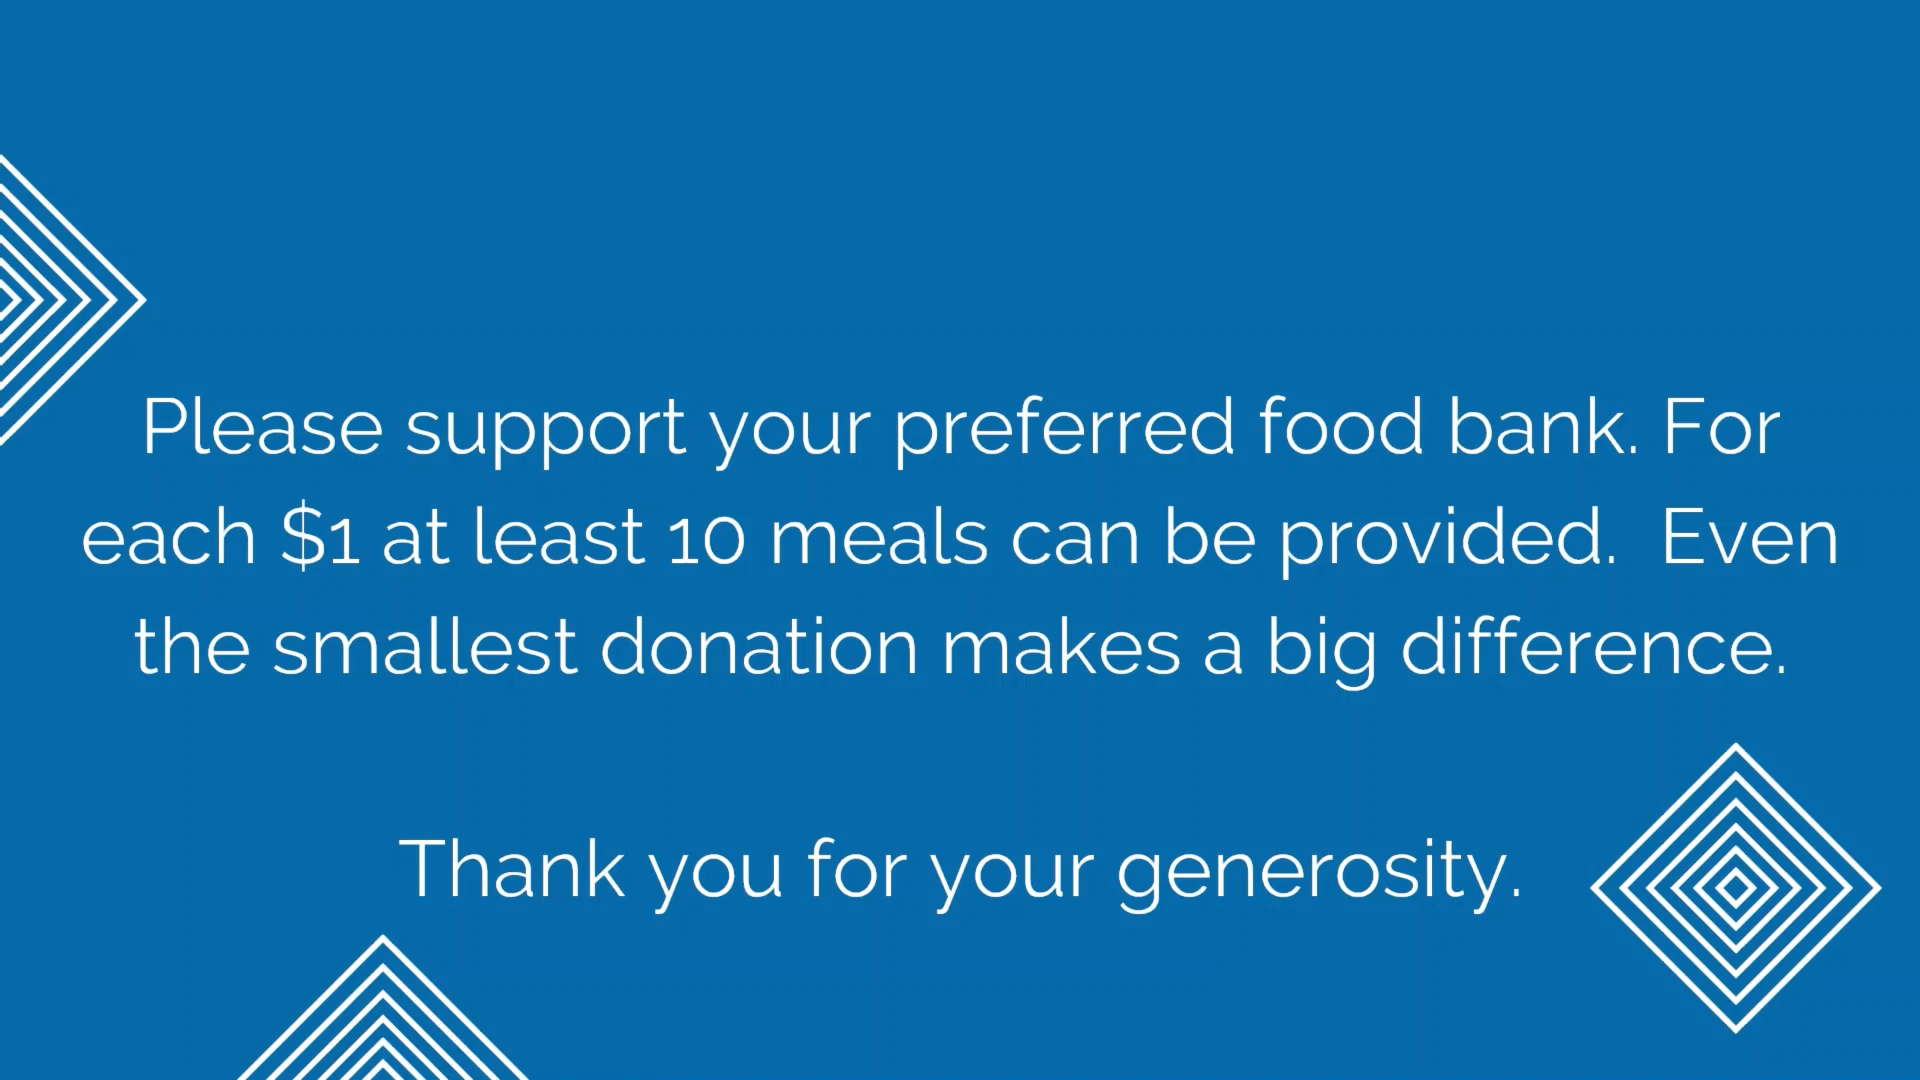 Please support your preferred food bank. For
each $1 at least 10 meals can be provided.  Even
the smallest donation makes a big difference.
Thank you for your generosity.